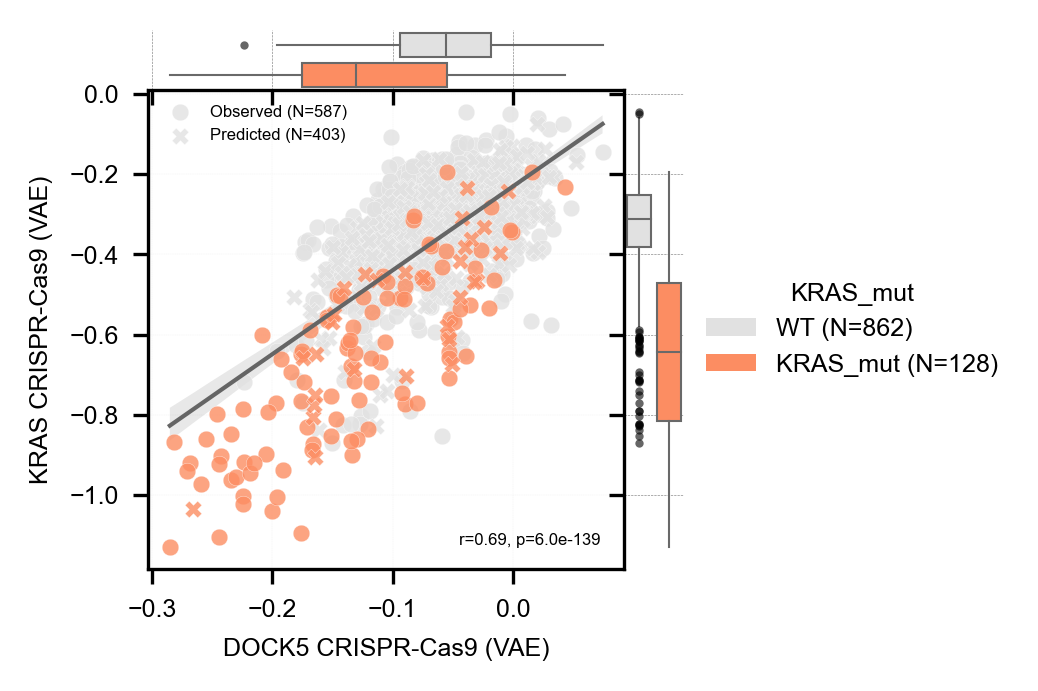 Observed (N=587)
Predicted (N=403)
0.0
−0.2
−0.4
−0.6
−0.8
−1.0
KRAS CRISPR-Cas9 (VAE)
r=0.69, p=6.0e-139
−0.3
−0.2
−0.1
0.0
DOCK5 CRISPR-Cas9 (VAE)
KRAS_mut
WT (N=862)
KRAS_mut (N=128)